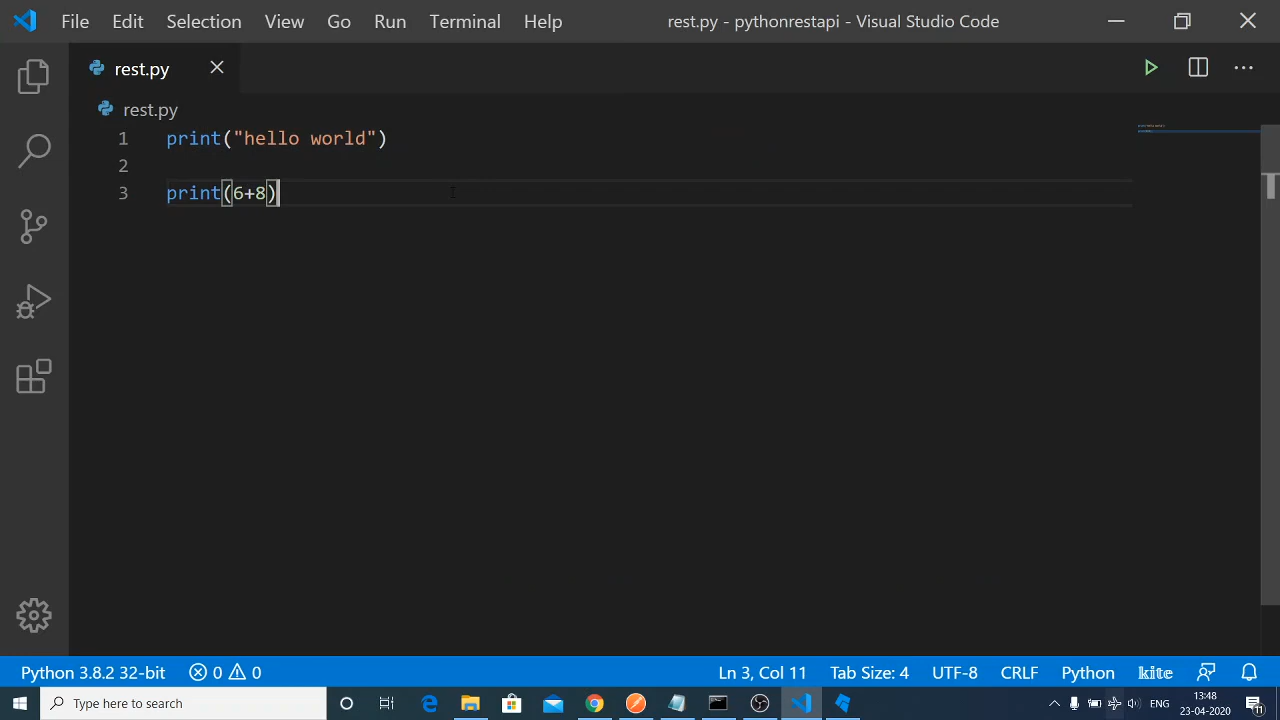 File Edit Selection View Go Run Terminal Help rest.py - pythonrestapi - Visual Studio Code
rest.py
rest.py
1 print("hello world")
2
3 print(6+8)
Python 3.8.2 32-bit 0 0 Ln 3, Col 11 Tab Size: 4 UTF-8 CRLF Python kite
Type here to search ENG 13:48
23-04-2020 11